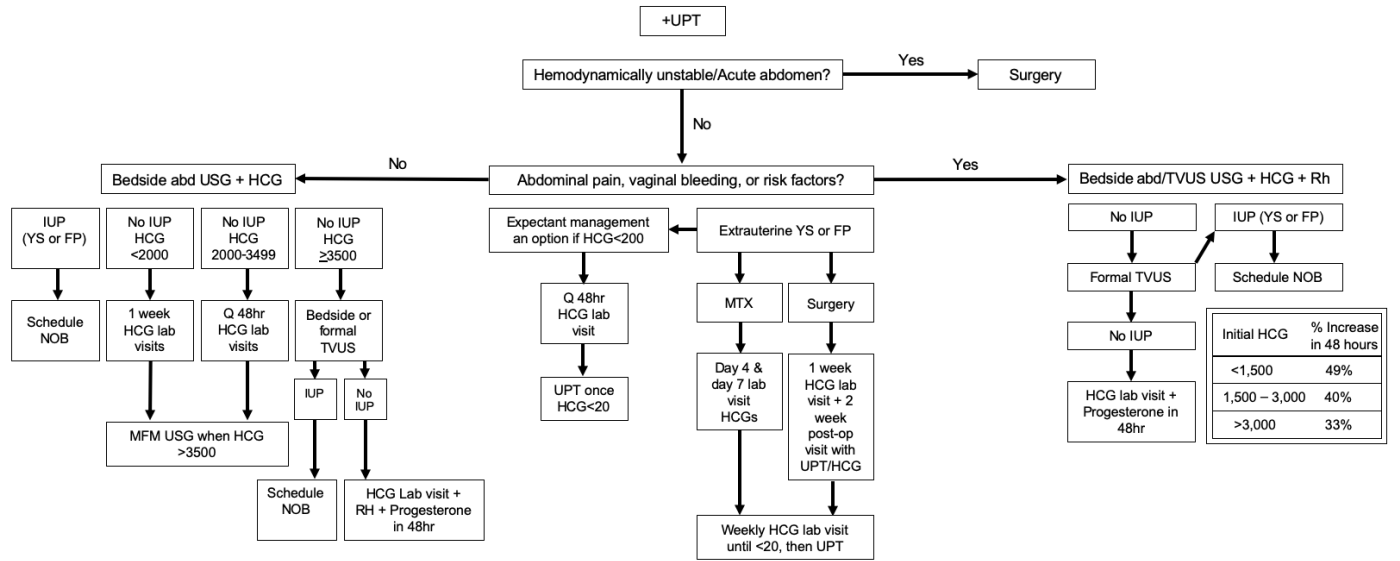 +UPT
Hemodynamically unstable/Acute abdomen?
Yes
Surgery
No
No
Abdominal pain, vaginal bleeding, or risk factors?
Yes
Bedside abd USG + HCG
Bedside abd/TVUS USG + HCG + Rh
IUP
(YS or FP)
No IUP
HCG
<2000
No IUP
HCG
2000-3499
No IUP
HCG
≥3500
Schedule
NOB
1 week
HCG lab
visits
Q 48hr
HCG lab
visits
Bedside or
formal
TVUS
IUP
No
IUP
MFM USG when HCG
>3500
Schedule
NOB
HCG Lab visit +
RH + Progesterone
in 48hr
Expectant management
an option if HCG<200
Extrauterine YS or FP
Q 48hr
HCG lab
visit
UPT once
HCG<20
MTX
Surgery
Day 4 &
day 7 lab
visit
HCGs
1 week
HCG lab
visit + 2
week
post-op
visit with
UPT/HCG
Weekly HCG lab visit
until <20, then UPT
No IUP
IUP (YS or FP)
Formal TVUS
Schedule NOB
No IUP
HCG lab visit +
Progesterone in
48hr
Initial HCG
% Increase
in 48 hours
<1,500 49%
1,500 – 3,000 40%
>3,000 33%